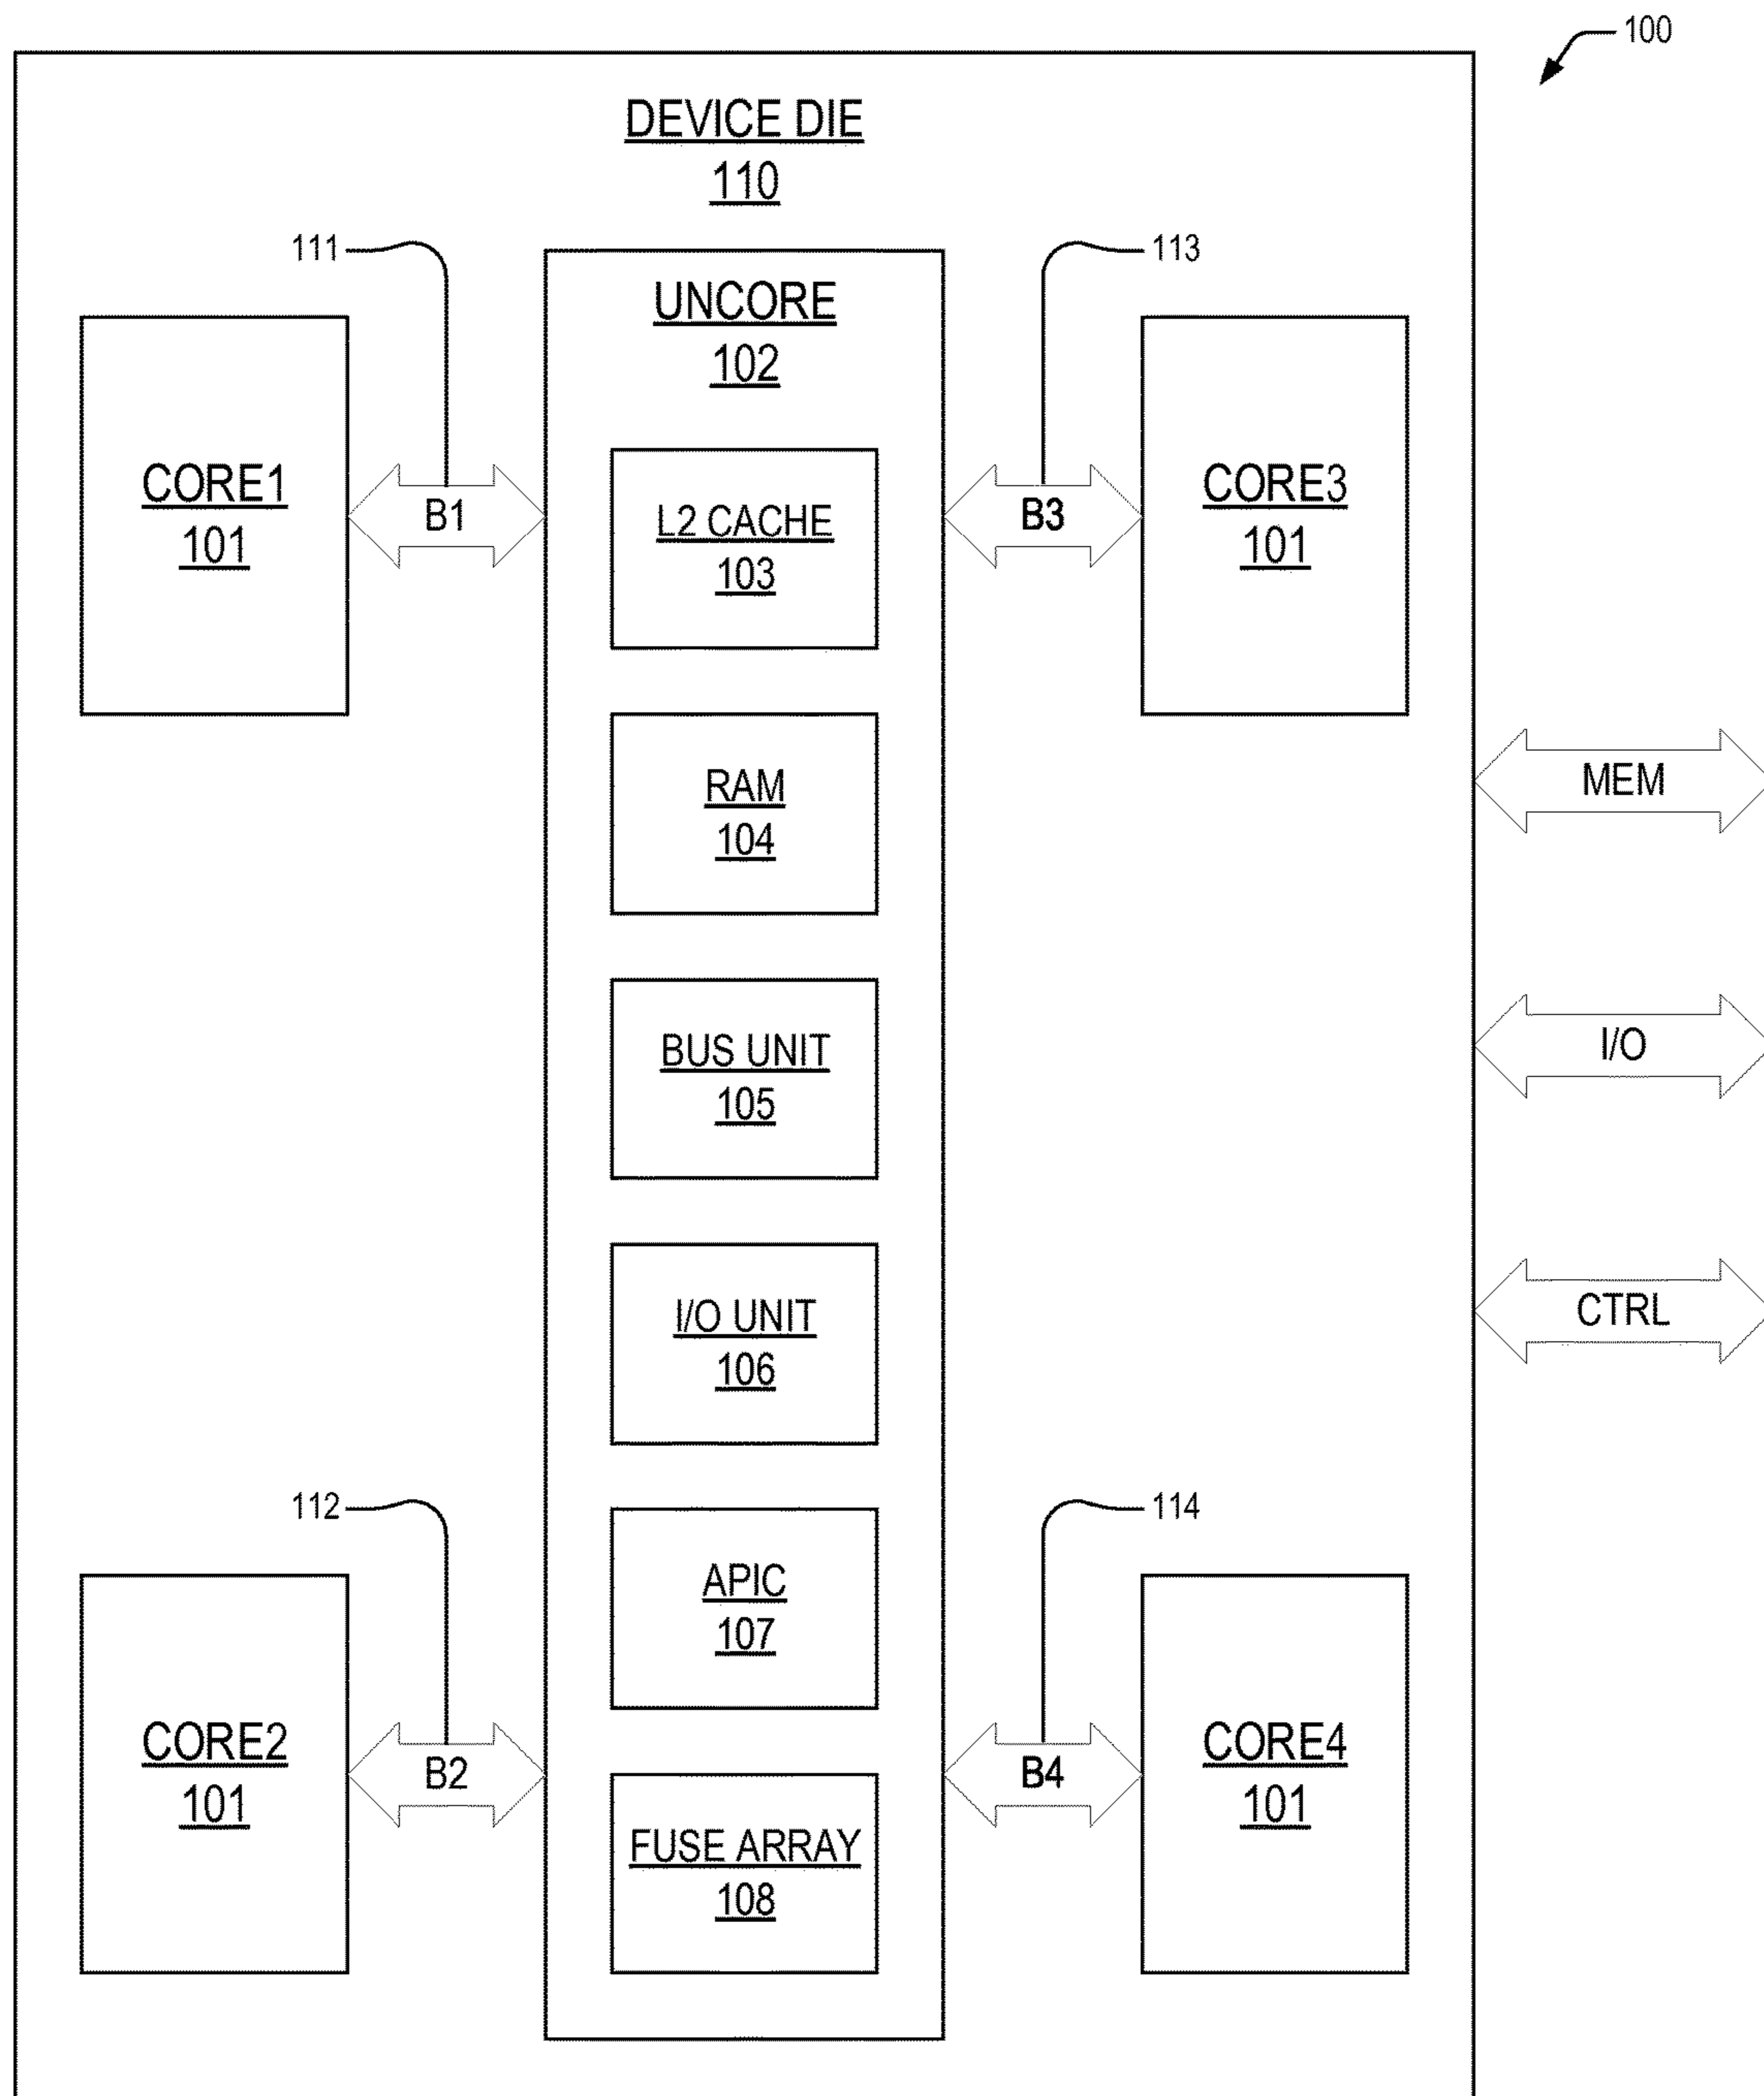 100
DEVICE DIE
110
111
113
UNCORE
102
CORE1
101
B1
L2 CACHE
103
B3
CORE3
101
RAM
104
MEM
BUS UNIT
105
I/O
I/O UNIT
106
CTRL
112
114
APIC
107
CORE2
101
B2
B4
CORE4
101
FUSE ARRAY
108